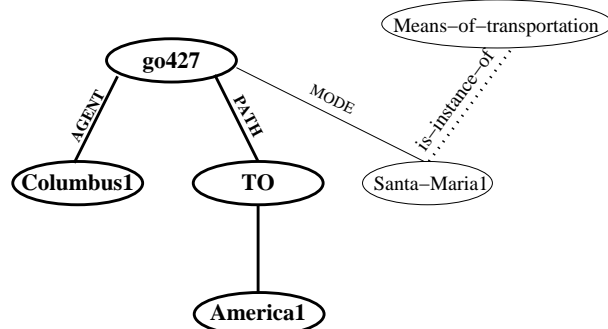 Means-of-transportation
go427
is-instance-of
MODE
AGENT
PATH
Columbus1
TO
Santa-Maria1
America1